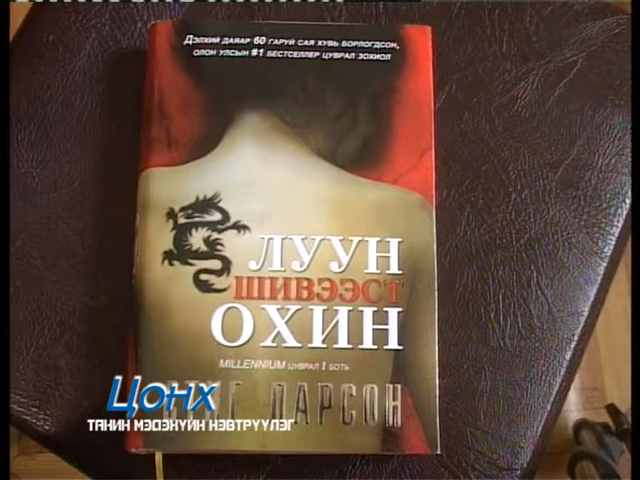 ДЭЛХИЙ ДАЯАР 60 ГАРУЙ САЯ ХУВЬ БОРЛОГДСОН,
ОЛОН УЛСЫН #1 БЕСТСЕЛЛЕР ЦУВРАЛ ЗОХИОЛ
ЛУУН
ШИВЭЭСТ
ОХИН
MILLENNIUM ЦУВРАЛ 1 БОТЬ
ЛАРСОН
ЦОНХ
ТАНИН МЭДЭХҮЙН НЭВТРҮҮЛЭГ